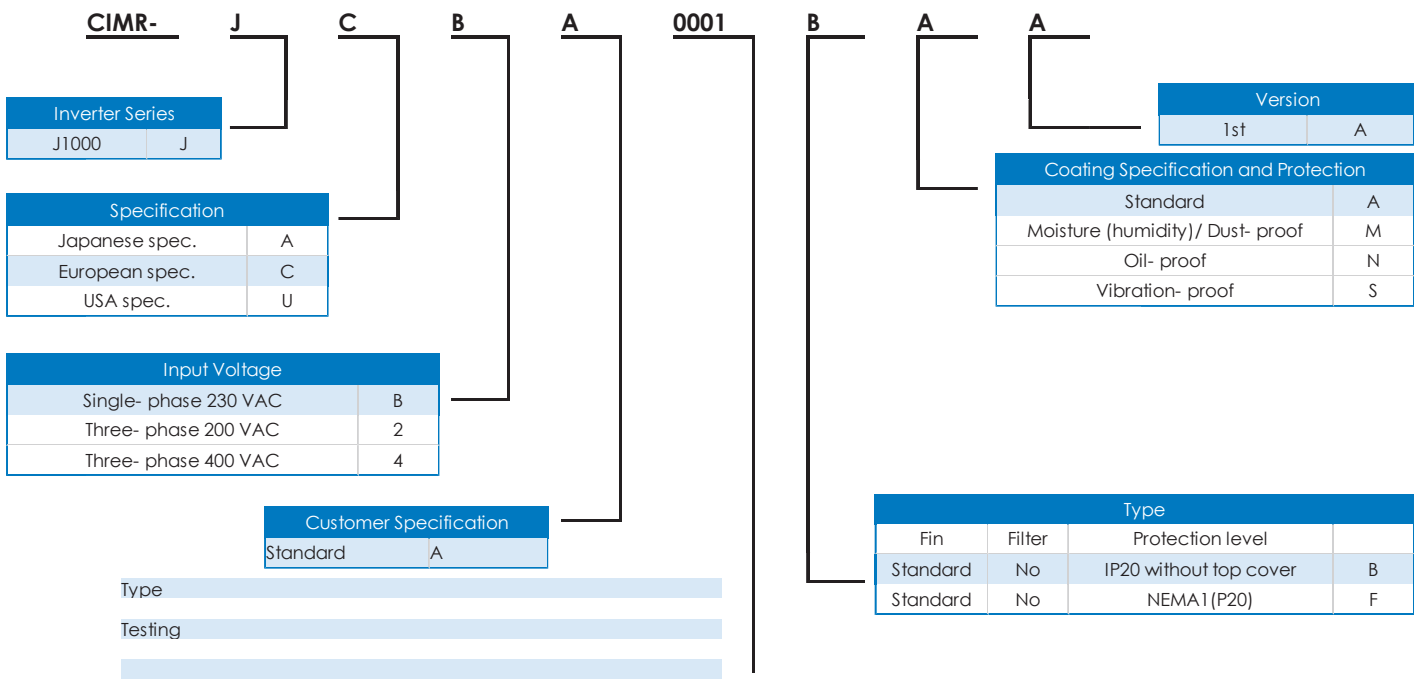 CIMR- J C B A 0001 B A A
Inverter Series
J1000 J
Specification
Japanese spec. A
European spec. C
USA spec. U
Input Voltage
Single- phase 230 VAC B
Three- phase 200 VAC 2
Three- phase 400 VAC 4
Customer Specification
Standard A
Type
Testing
Version
1st A
Coating Specification and Protection
Standard A
Moisture (humidity)/ Dust- proof M
Oil- proof N
Vibration- proof S
Type
Fin Filter Protection level
Standard No IP20 without top cover B
Standard No NEMA1(P20) F